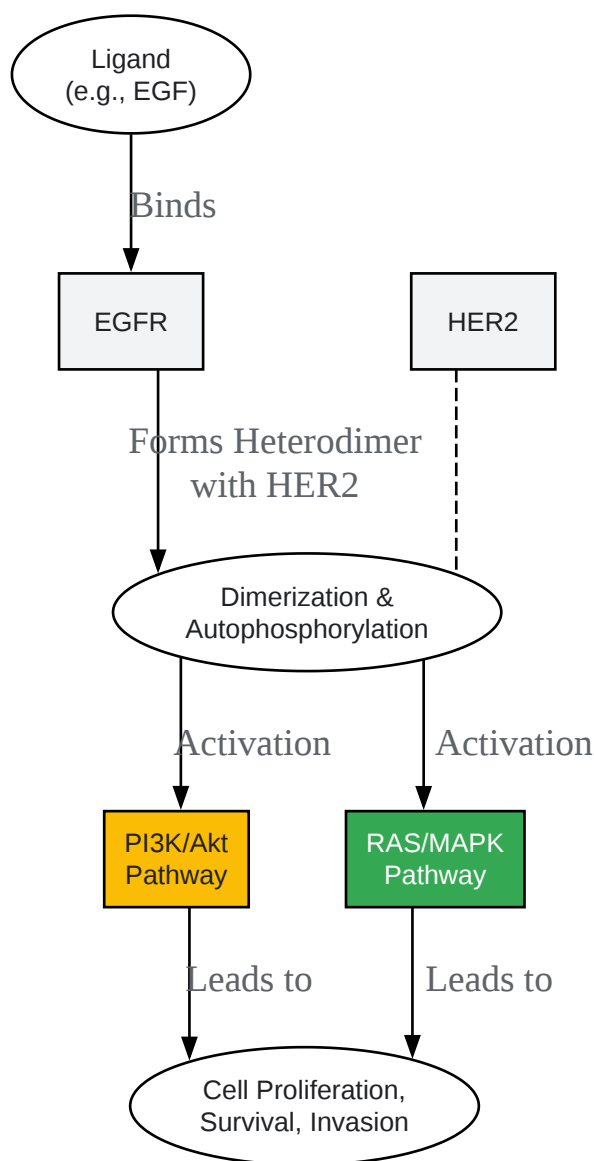 Ligand
(e.g., EGF)
Binds
EGFR
HER2
Forms Heterodimer
with HER2
Dimerization &
Autophosphorylation
Activation
Activation
PI3K/Akt
Pathway
RAS/MAPK
Pathway
Leads to
Leads to
Cell Proliferation,
Survival, Invasion